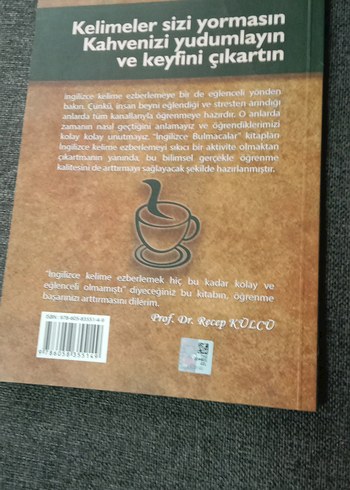 Kelimeler sizi yormasın
Kahvenizi yudumlayın
ve keyfini çıkartın
İngilizce kelime ezberlemeye bir de eğlenceli yönden
bakın. Çünkü, insan beyni eğlendiği ve stresten arındığı
anlarda tüm kanallarıyla öğrenmeye hazırdır. O anlarda
zamanın nasıl geçtiğini anlamayız ve öğrendiklerimizi
kolay kolay unutmayız. "İngilizce Bulmacalar" kitapları
İngilizce kelime ezberlemeyi sıkıcı bir aktivite olmaktan
çıkartmanın yanında, bu bilimsel gerçekle öğrenme
kalitesini de arttırmayı sağlayacak şekilde hazırlanmıştır.
"İngilizce kelime ezberlemek hiç bu kadar kolay ve
eğlenceli olmamıştı" diyeceğiniz bu kitabın, öğrenme
başarınızı arttırmasını dilerim.
Prof. Dr. Recep KÜLCÜ